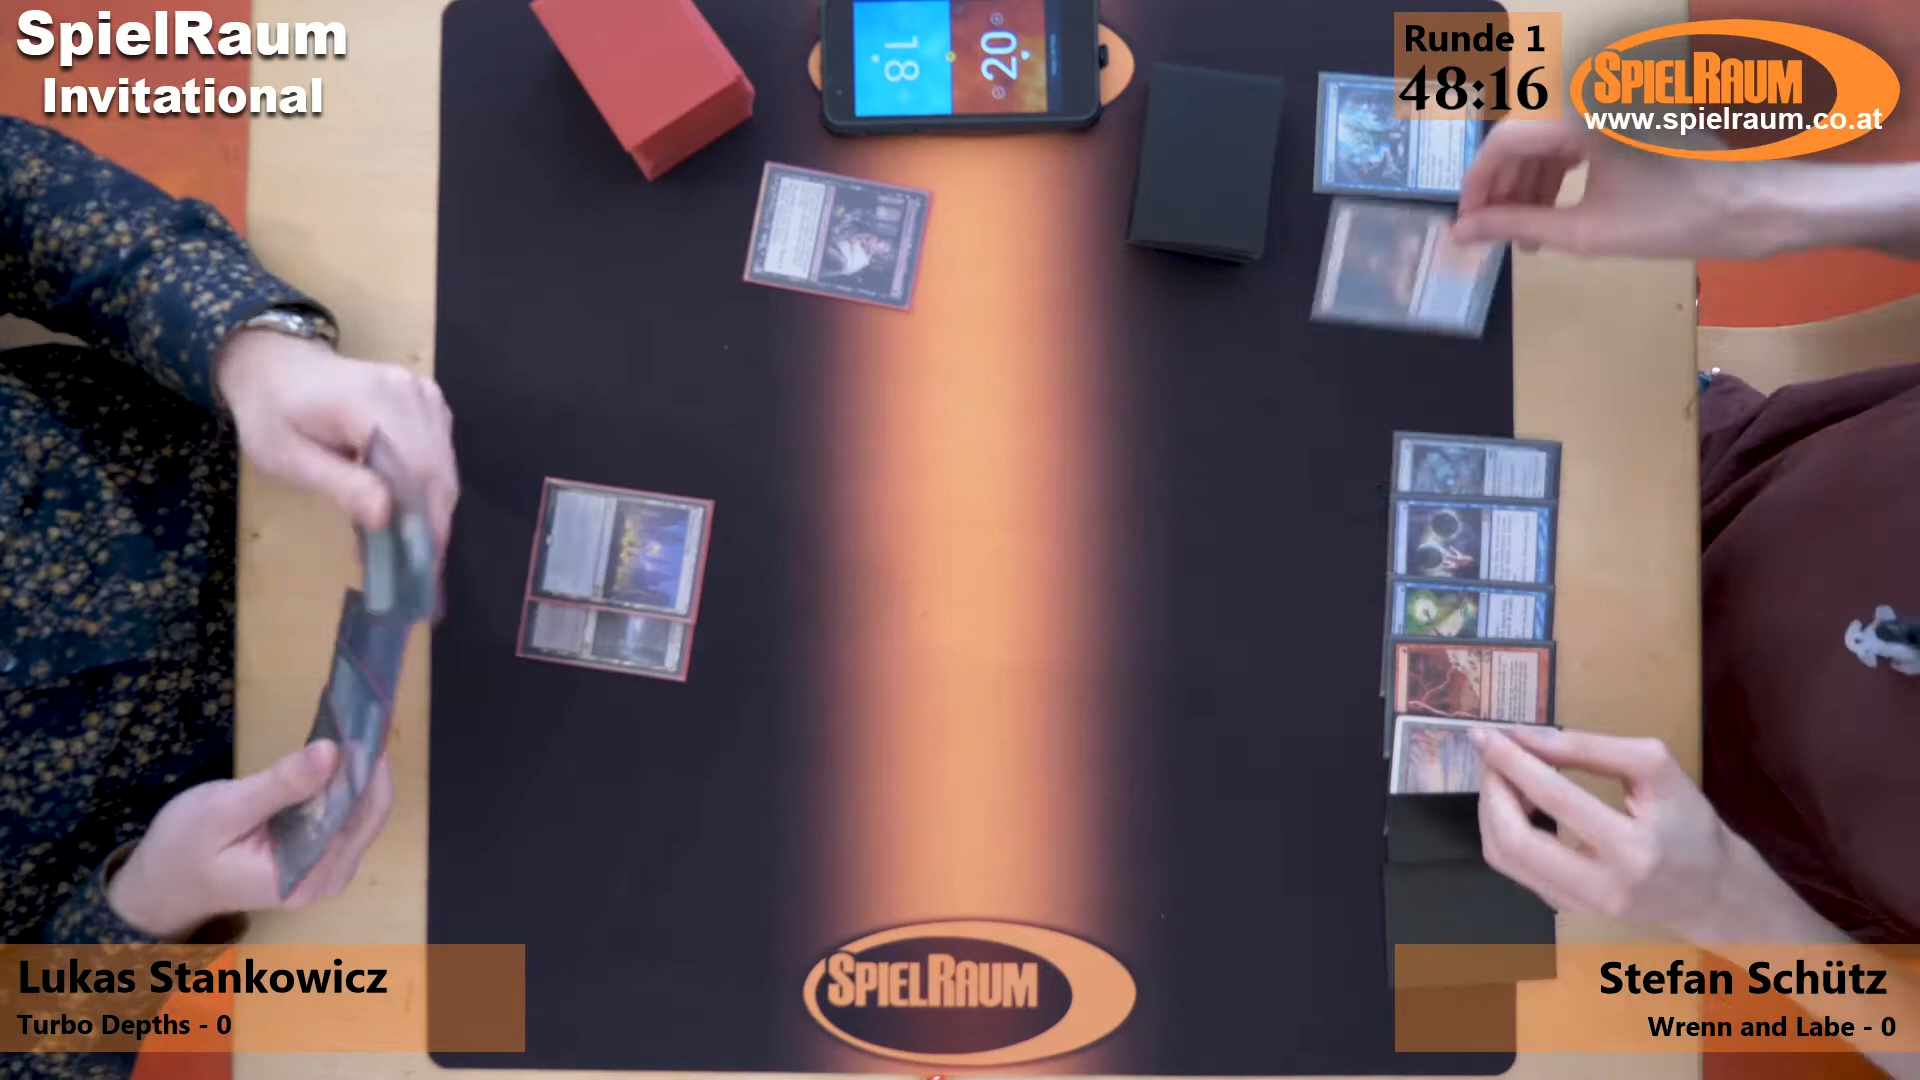 SpielRaum
Invitational
18
20
Runde 1
48:16
SPIELRAUM
www.spielraum.co.at
SPIELRAUM
Lukas Stankowicz
Turbo Depths - 0
Stefan Schütz
Wrenn and Labe - 0